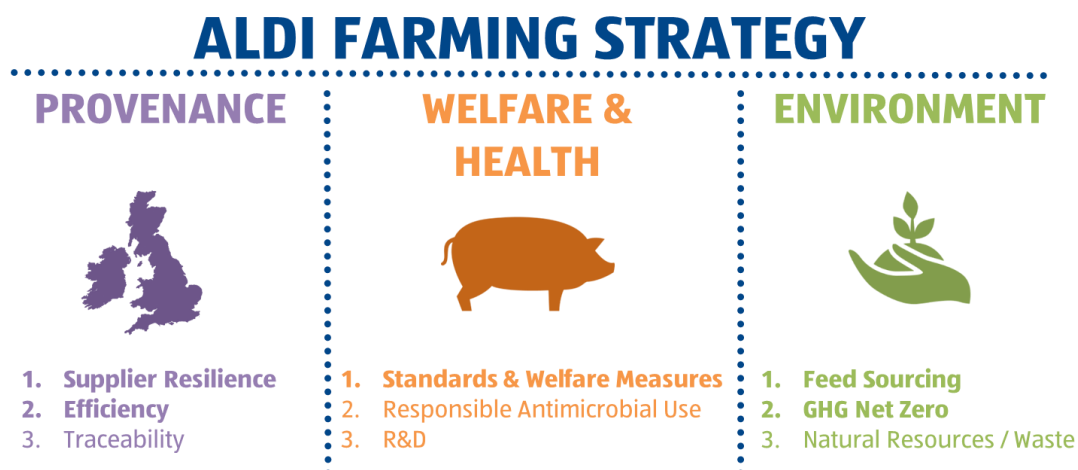 ALDI FARMING STRATEGY
PROVENANCE
1. Supplier Resilience
2. Efficiency
3. Traceability
WELFARE &
HEALTH
1. Standards & Welfare Measures
2. Responsible Antimicrobial Use
3. R&D
ENVIRONMENT
1. Feed Sourcing
2. GHG Net Zero
3. Natural Resources / Waste